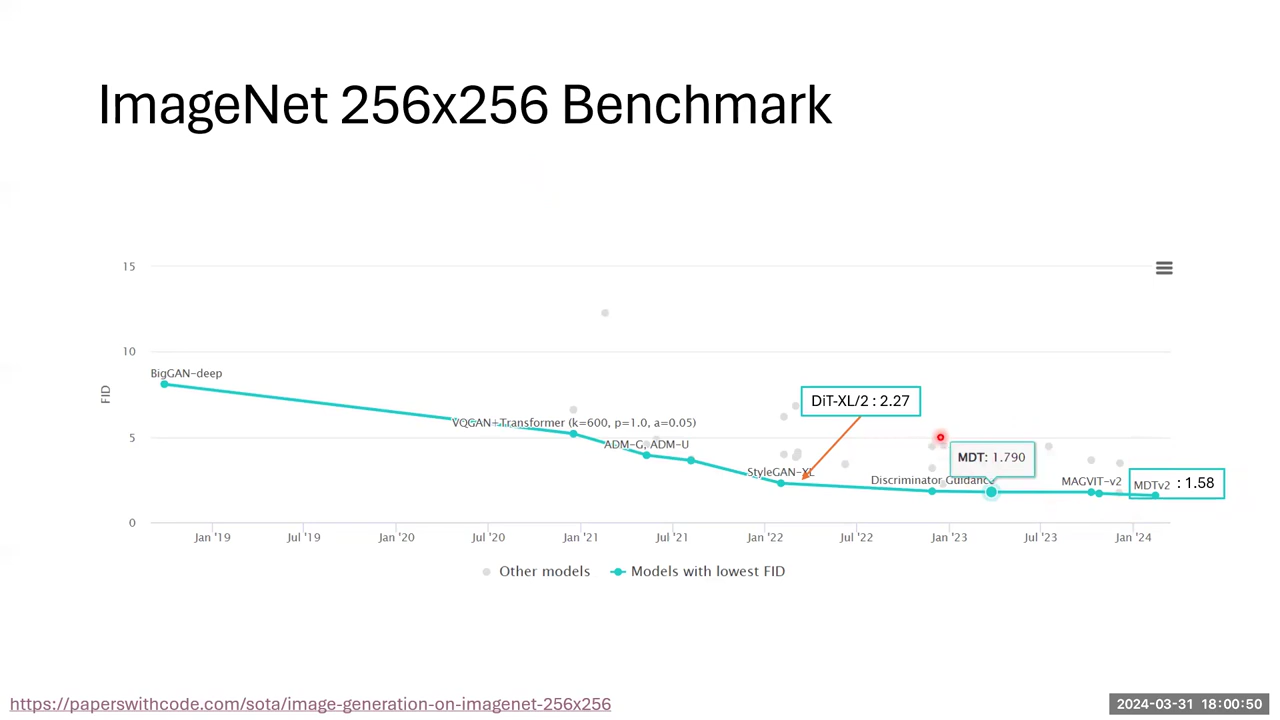 ImageNet 256x256 Benchmark
15
10
5
0
FID
BigGAN-deep
VQGAN+Transformer (k=600, p=1.0, a=0.05)
ADM-G, ADM-U
StyleGAN-XL
DiT-XL/2 : 2.27
Discriminator Guidance
MDT: 1.790
MAGVIT-v2
MDTv2 : 1.58
Jan '19 Jul '19 Jan '20 Jul '20 Jan '21 Jul '21 Jan '22 Jul '22 Jan '23 Jul '23 Jan '24
Other models Models with lowest FID
https://paperswithcode.com/sota/image-generation-on-imagenet-256x256
2024-03-31 18:00:50